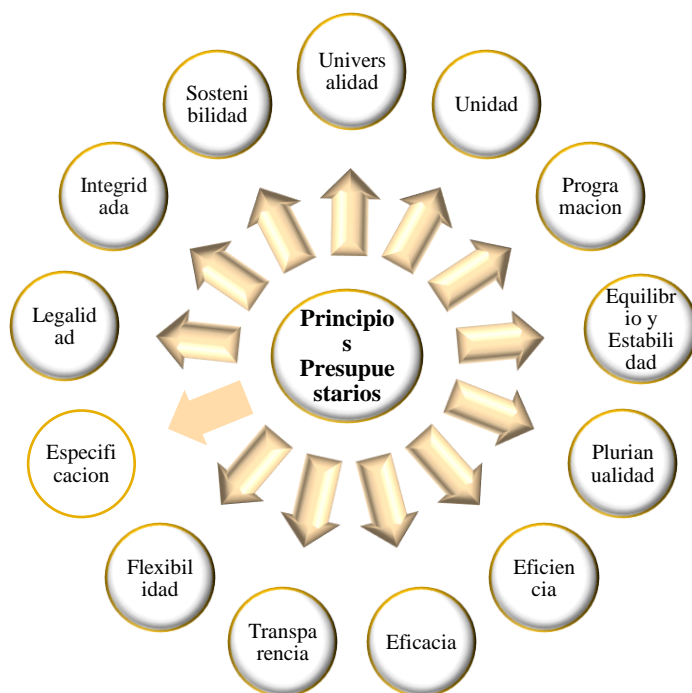 Principio
s
Presupue
starios
Univers
alidad
Unidad
Progra
macion
Equilibr
io y
Estabili
dad
Plurian
ualidad
Eficien
cia
Eficacia
Transpa
rencia
Flexibil
idad
Especifi
cacion
Legalid
ad
Integrid
ada
Sosteni
bilidad